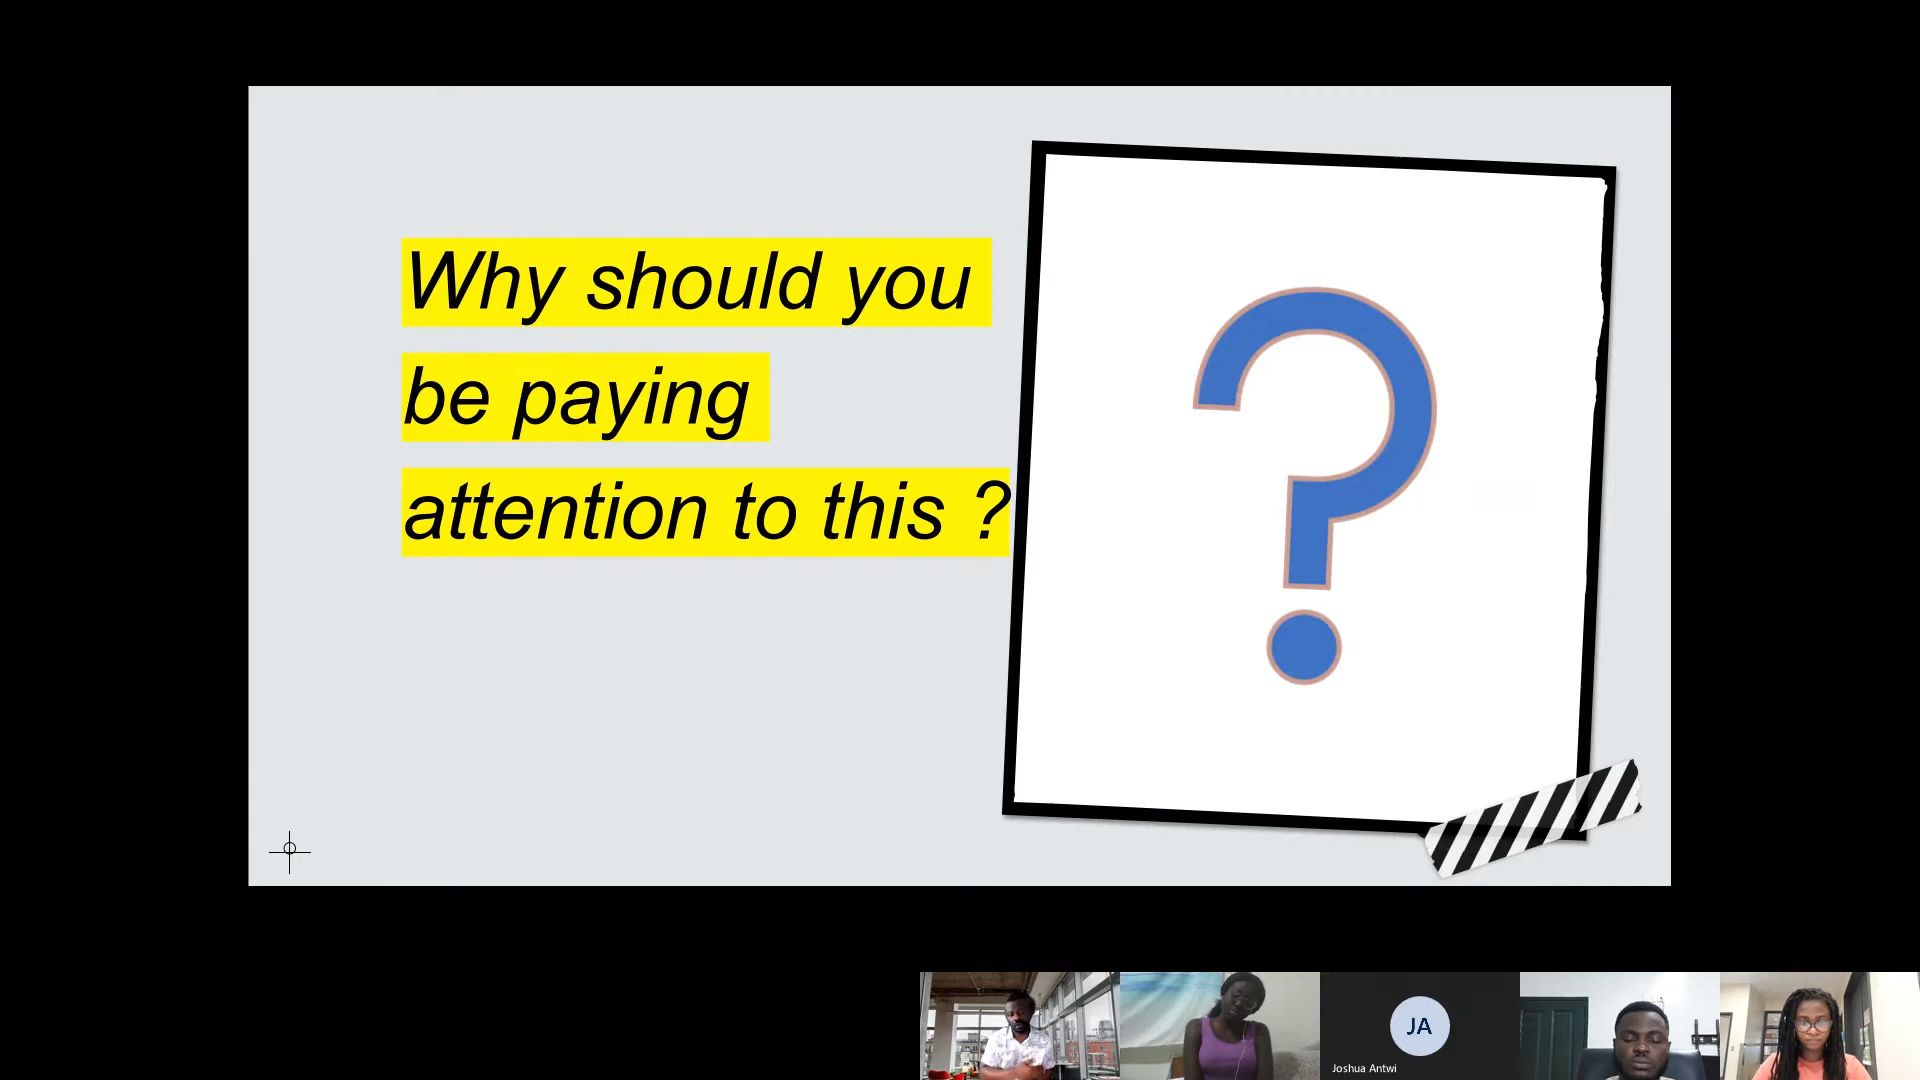 Why should you
be paying
attention to this ?
?
JA
Joshua Antwi